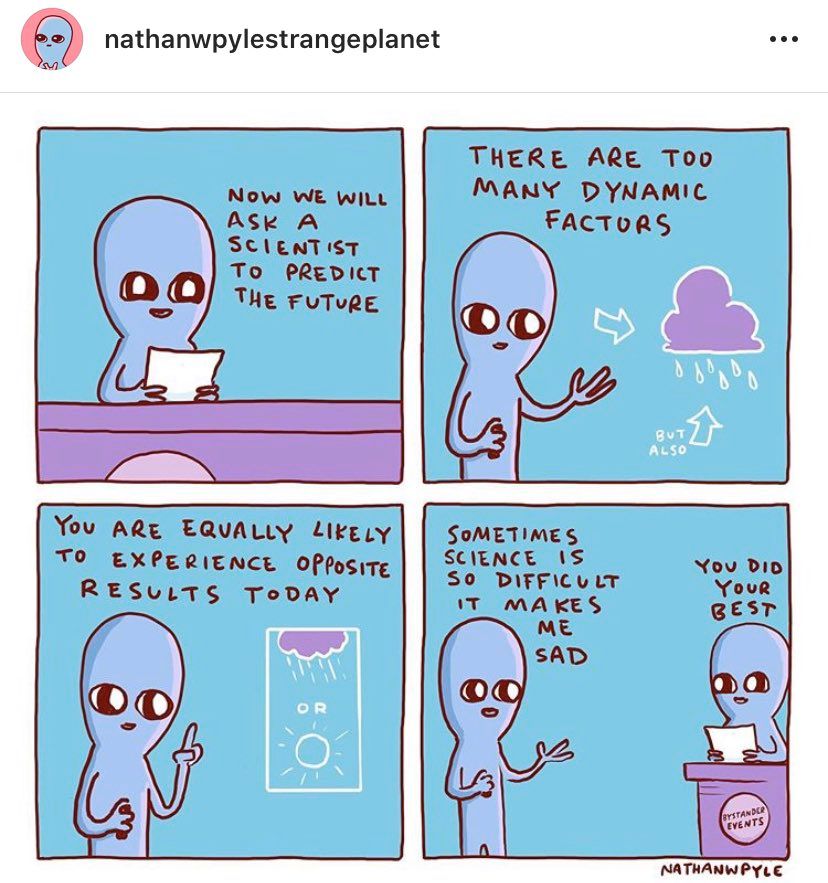 nathanwpylestrangeplanet
NOW WE WILL
ASK A
SCIENTIST
TO PREDICT
THE FUTURE
THERE ARE TOO
MANY DYNAMIC
FACTORS
BUT
ALSO
YOU ARE EQUALLY LIKELY
TO EXPERIENCE OPPOSITE
RESULTS TODAY
OR
SOMETIMES
SCIENCE IS
SO DIFFICULT
IT MAKES
ME
SAD
YOU DID
YOUR
BEST
BYSTANDER
EVENTS
NATHANWPYLE